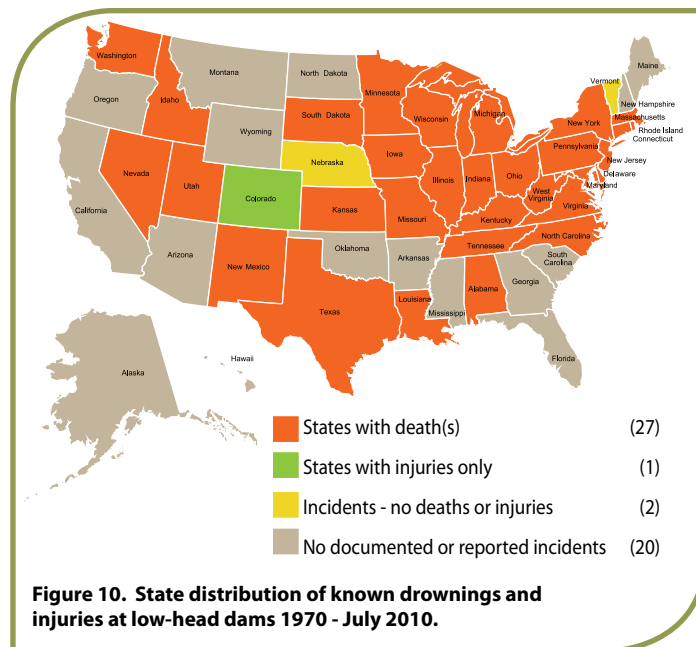 Washington
Montana
North Dakota
Minnesota
Maine
Vermont
Oregon
Idaho
Wyoming
South Dakota
Wisconsin
Michigan
New York
New Hampshire
Massachusetts
Rhode Island
Connecticut
Nebraska
Iowa
Pennsylvania
New Jersey
Delaware
Maryland
Nevada
Utah
Colorado
Kansas
Missouri
Illinois
Indiana
Ohio
West
Virginia
Virginia
Kentucky
California
Arizona
New Mexico
Oklahoma
Arkansas
Tennessee
North Carolina
South
Carolina
Texas
Louisiana
Mississippi
Alabama
Georgia
Florida
Alaska
Hawaii
States with death(s) (27)
States with injuries only (1)
Incidents - no deaths or injuries (2)
No documented or reported incidents (20)
Figure 10. State distribution of known drownings and
injuries at low-head dams 1970 - July 2010.